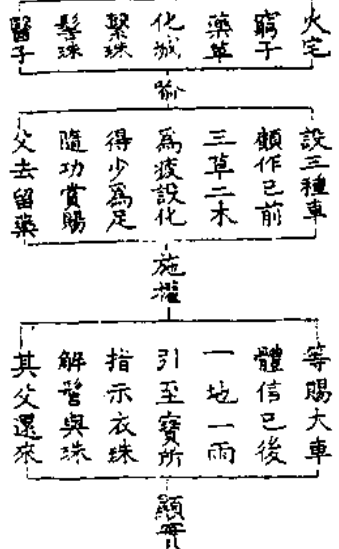 火宅
窮子
藥草
化城
繫珠
髻珠
醫子
喻
設三種車
領作已前
三草二木
為疲設化
得少為足
隨功賞賜
父去留藥
施權
等賜大車
體信已後
一地一雨
引至寶所
指示衣珠
解髻與珠
其父還來
顯實